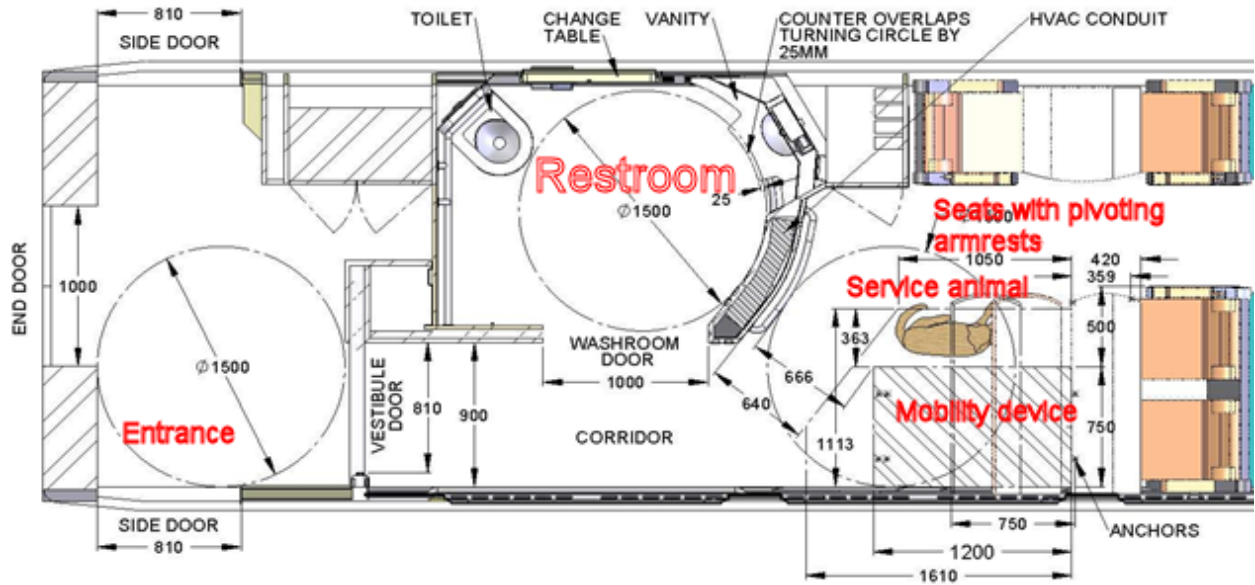 810
SIDE DOOR
TOILET
CHANGE
TABLE
VANITY
COUNTER OVERLAPS
TURNING CIRCLE BY
25MM
HVAC CONDUIT
END DOOR
1000
Ø1500
Entrance
SIDE DOOR
810
VESTIBULE
DOOR
810
900
Restroom
Ø1500
25
WASHROOM
DOOR
1000
CORRIDOR
Seats with pivoting
armrests
1050
420
359
Service animal
363
500
666
640
1113
Mobility device
750
750
1200
1610
ANCHORS